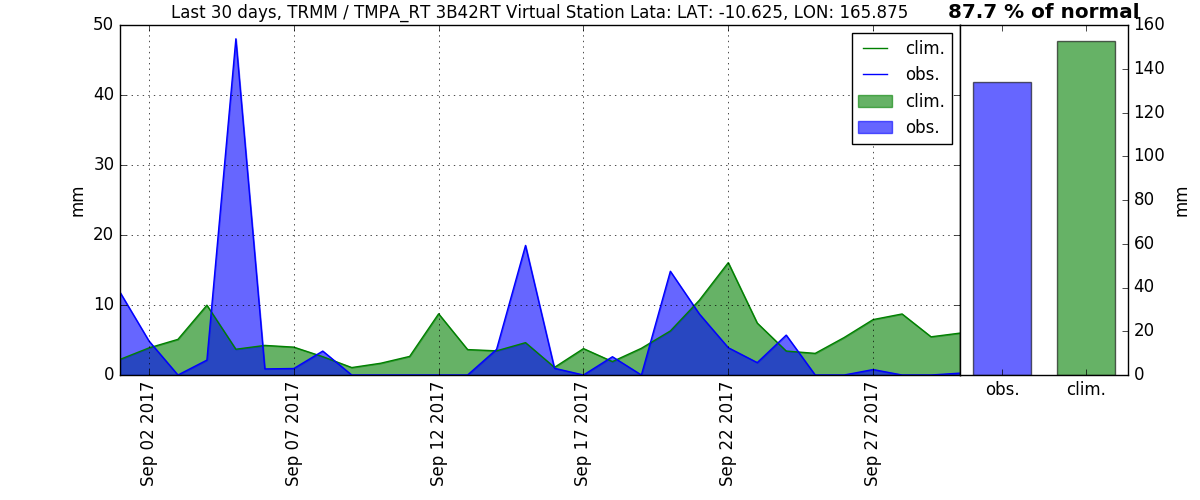 Last 30 days, TRMM / TMPA_RT 3B42RT Virtual Station Lata: LAT: -10.625, LON: 165.875
87.7 % of normal
50
40
30
20
10
0
mm
clim.
obs.
clim.
obs.
160
140
120
100
80
60
40
20
0
mm
Sep 02 2017
Sep 07 2017
Sep 12 2017
Sep 17 2017
Sep 22 2017
Sep 27 2017
obs.
clim.